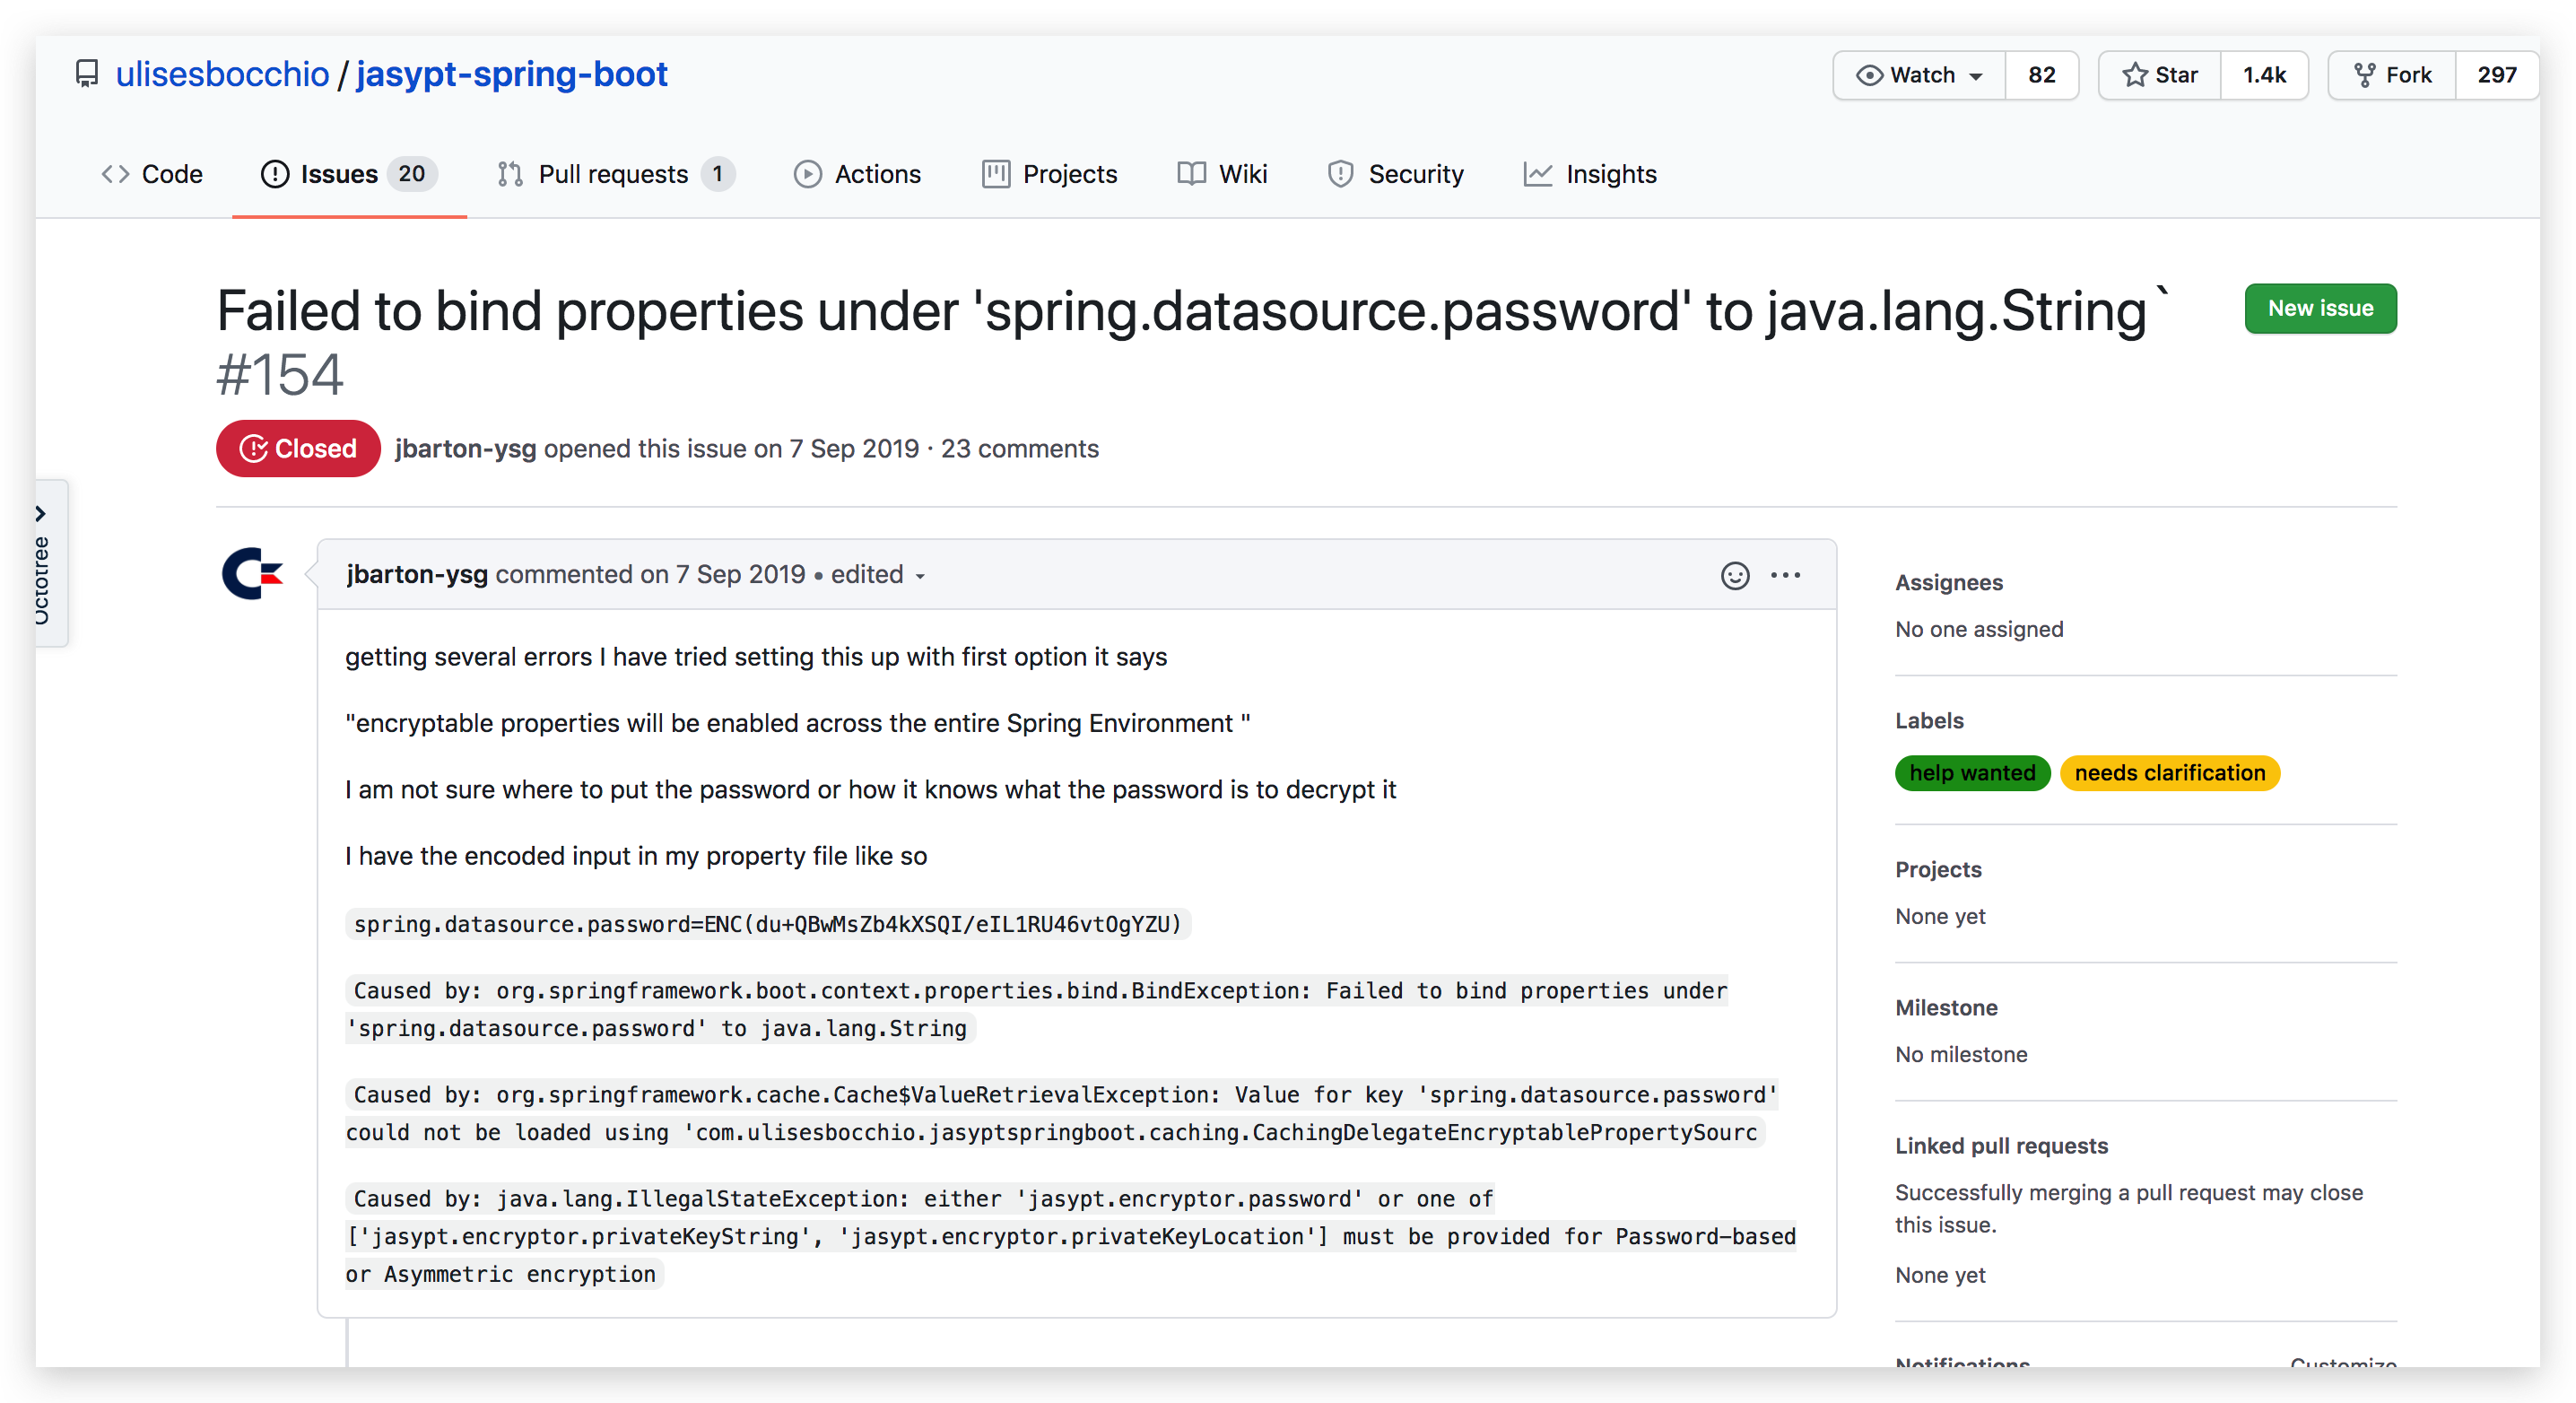 ulisesbocchio / jasypt-spring-boot
Watch 82 Star 1.4k Fork 297
Code Issues 20 Pull requests 1 Actions Projects Wiki Security Insights
Failed to bind properties under 'spring.datasource.password' to java.lang.String`
#154
New issue
Closed jbarton-ysg opened this issue on 7 Sep 2019 · 23 comments
Octotree
jbarton-ysg commented on 7 Sep 2019 • edited
getting several errors I have tried setting this up with first option it says
"encryptable properties will be enabled across the entire Spring Environment "
I am not sure where to put the password or how it knows what the password is to decrypt it
I have the encoded input in my property file like so
spring.datasource.password=ENC(du+QBwMsZb4kXSQI/eIL1RU46vtOgYZU)
Caused by: org.springframework.boot.context.properties.bind.BindException: Failed to bind properties under
'spring.datasource.password' to java.lang.String
Caused by: org.springframework.cache.Cache$ValueRetrievalException: Value for key 'spring.datasource.password'
could not be loaded using 'com.ulisesbocchio.jasyptspringboot.caching.CachingDelegateEncryptablePropertySourc
Caused by: java.lang.IllegalStateException: either 'jasypt.encryptor.password' or one of
['jasypt.encryptor.privateKeyString', 'jasypt.encryptor.privateKeyLocation'] must be provided for Password-based
or Asymmetric encryption
Assignees
No one assigned
Labels
help wanted needs clarification
Projects
None yet
Milestone
No milestone
Linked pull requests
Successfully merging a pull request may close
this issue.
None yet
Notifications Customize